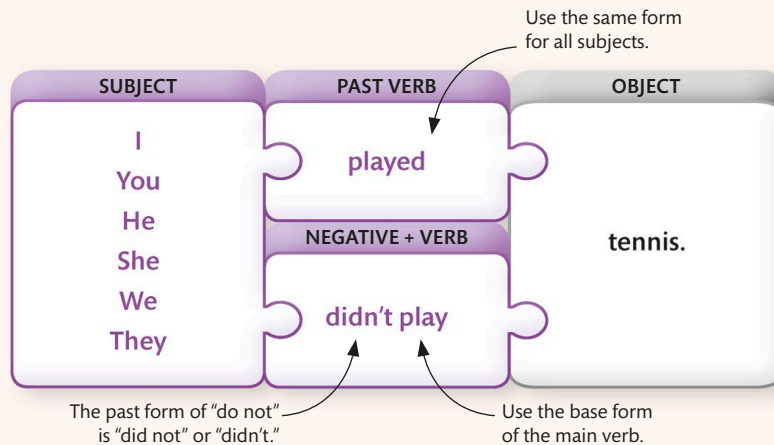 Use the same form
for all subjects.
SUBJECT
PAST VERB
OBJECT
I
You
He
She
We
They
played
NEGATIVE + VERB
didn’t play
tennis.
The past form of “do not”
is “did not” or “didn’t.”
Use the base form
of the main verb.